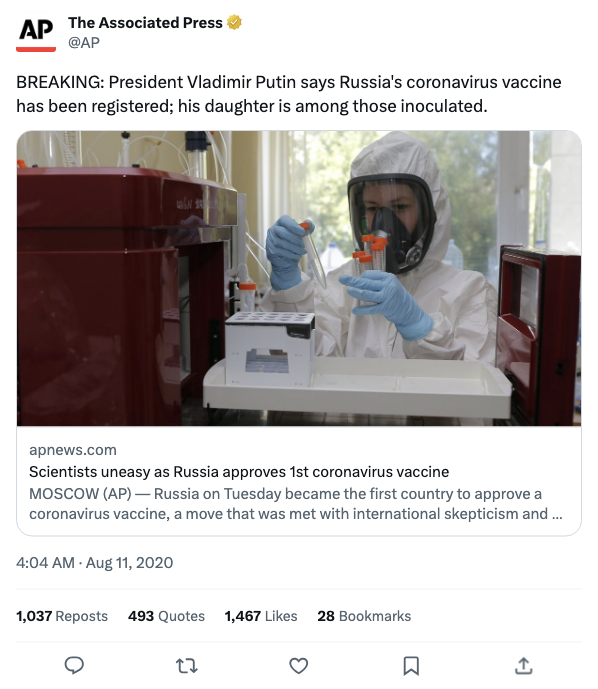 AP
The Associated Press
@AP
BREAKING: President Vladimir Putin says Russia's coronavirus vaccine
has been registered; his daughter is among those inoculated.
apnews.com
Scientists uneasy as Russia approves 1st coronavirus vaccine
MOSCOW (AP) — Russia on Tuesday became the first country to approve a
coronavirus vaccine, a move that was met with international skepticism and ...
4:04 AM · Aug 11, 2020
1,037 Reposts 493 Quotes 1,467 Likes 28 Bookmarks